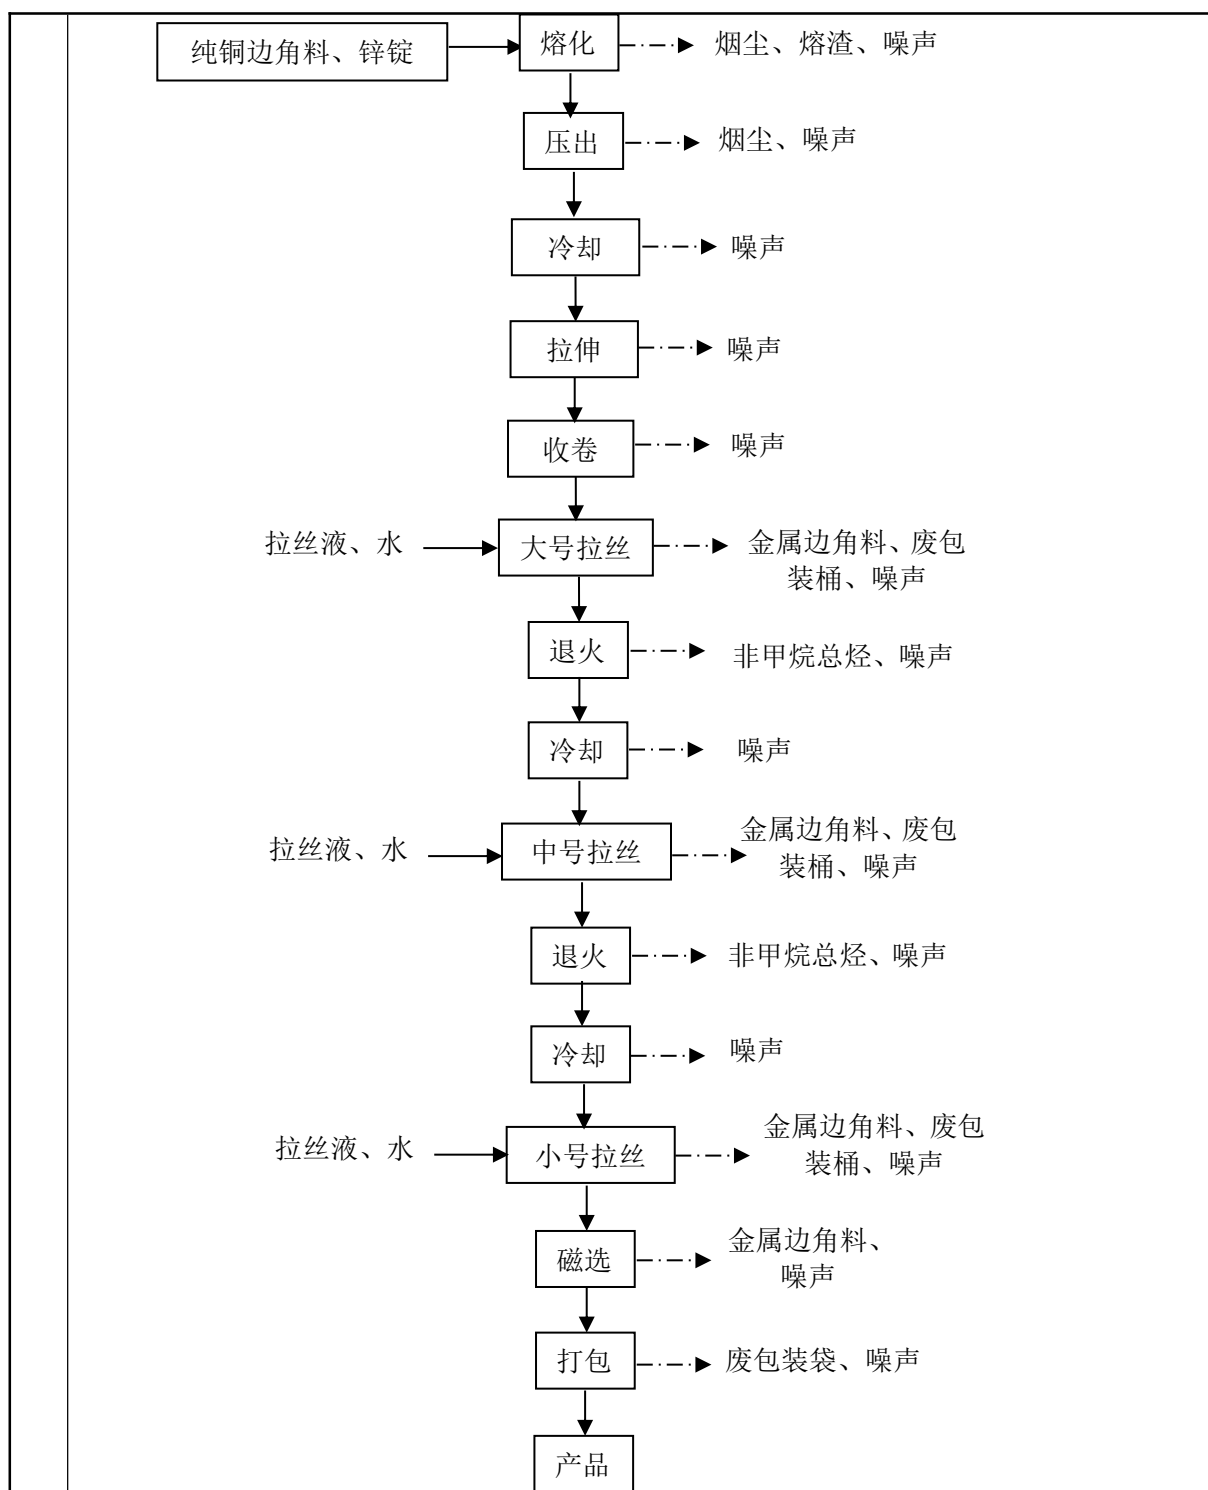 纯铜边角料、锌锭
熔化
烟尘、熔渣、噪声
压出
烟尘、噪声
冷却
噪声
拉伸
噪声
收卷
噪声
拉丝液、水
大号拉丝
金属边角料、废包
装桶、噪声
退火
非甲烷总烃、噪声
冷却
噪声
拉丝液、水
中号拉丝
金属边角料、废包
装桶、噪声
退火
非甲烷总烃、噪声
冷却
噪声
拉丝液、水
小号拉丝
金属边角料、废包
装桶、噪声
磁选
金属边角料、
噪声
打包
废包装袋、噪声
产品